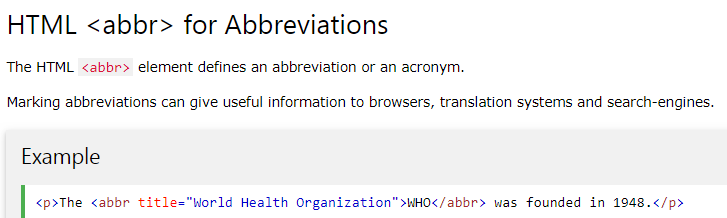 HTML <abbr> for Abbreviations
The HTML <abbr> element defines an abbreviation or an acronym.
Marking abbreviations can give useful information to browsers, translation systems and search-engines.
Example
<p>The <abbr title="World Health Organization">WHO</abbr> was founded in 1948.</p>